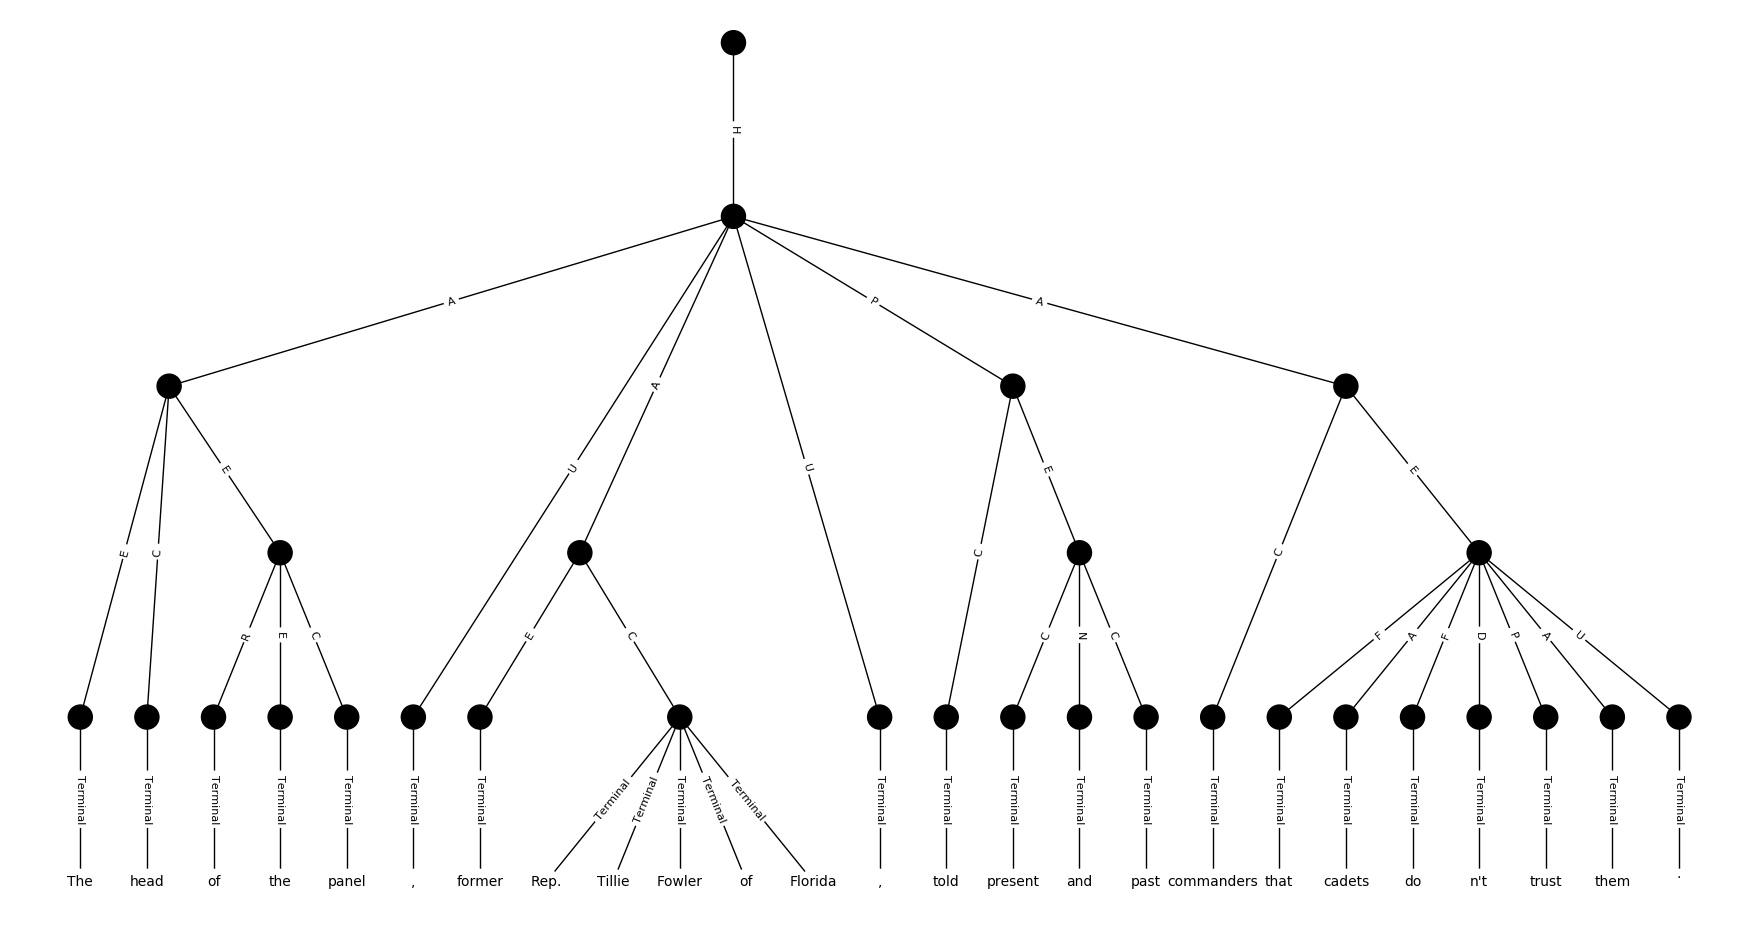 H
A
P
A
A
E
U
U
E
E
E
C
C
C
R
E
C
E
C
C
N
C
F
A
F
D
P
A
U
Terminal Terminal Terminal Terminal Terminal Terminal Terminal Terminal Terminal Terminal Terminal Terminal Terminal Terminal Terminal Terminal Terminal Terminal Terminal Terminal Terminal Terminal Terminal Terminal Terminal
The head of the panel , former Rep. Tillie Fowler of Florida , told present and past commanders that cadets do n't trust them .